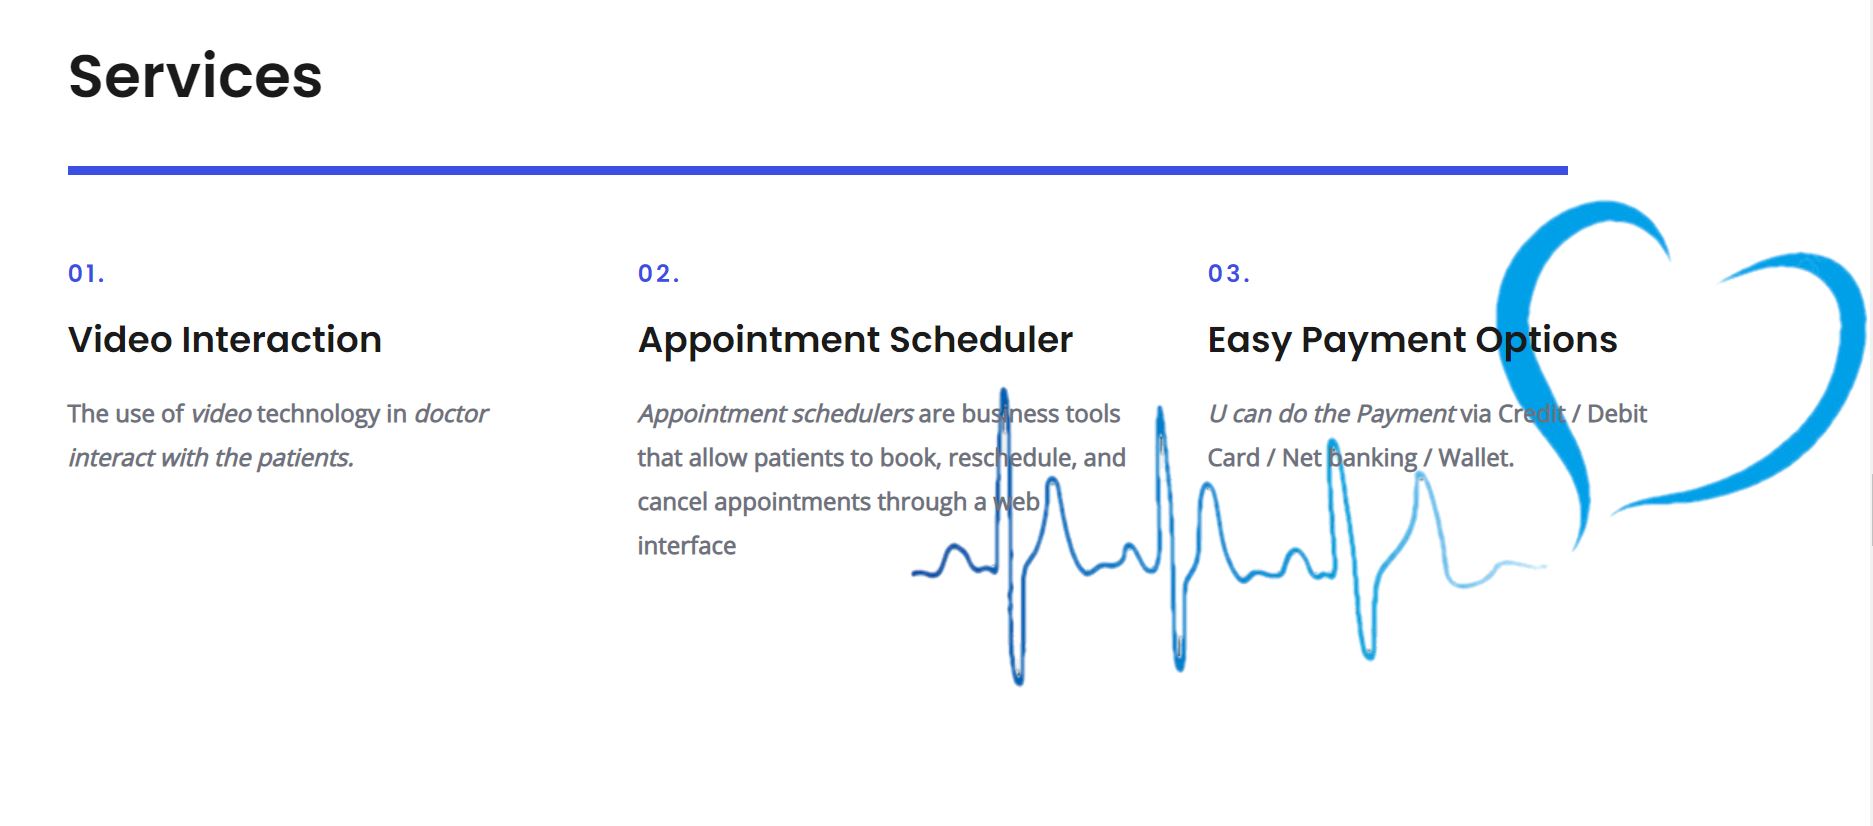 Services
01.
Video Interaction
The use of video technology in doctor
interact with the patients.
02.
Appointment Scheduler
Appointment schedulers are business tools
that allow patients to book, reschedule, and
cancel appointments through a web
interface
03.
Easy Payment Options
U can do the Payment via Credit / Debit
Card / Net banking / Wallet.